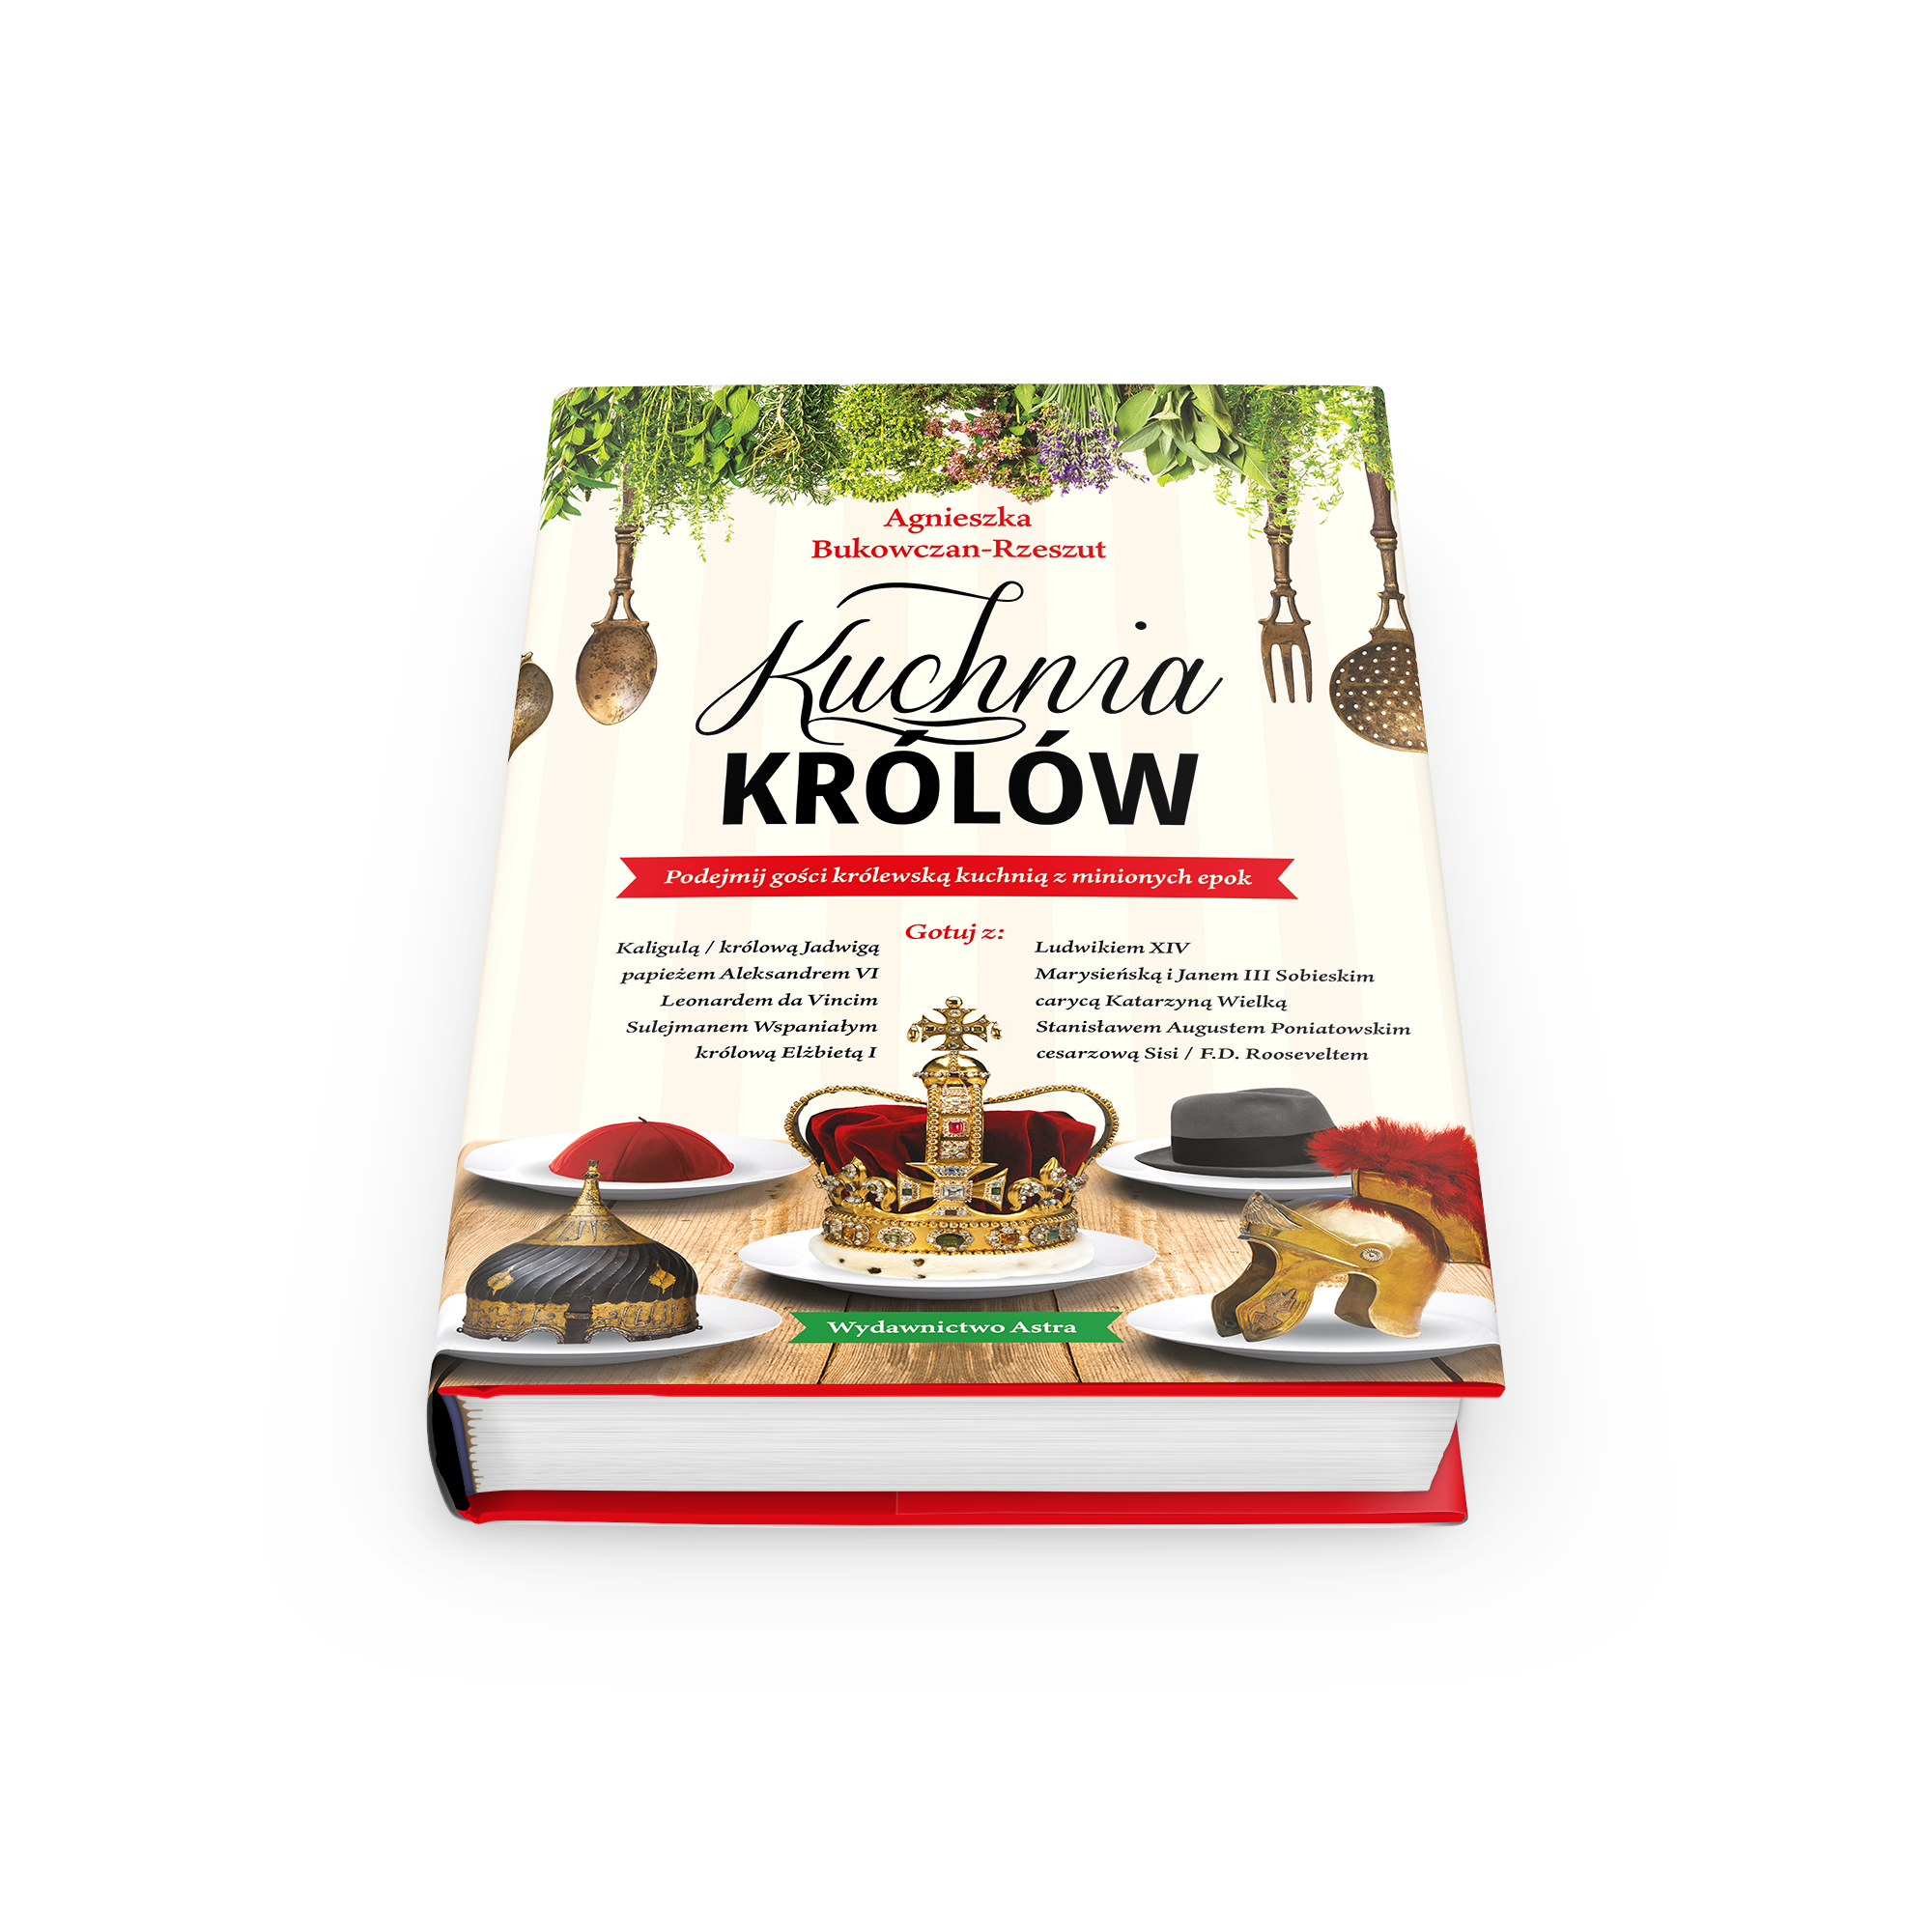 Agnieszka
Bukowczan-Rzeszut
Kuchnia
KRÓLÓW
Podejmij gości królewską kuchnią z minionych epok
Gotuj z:
Kaligulą / królową Jadwigą
papieżem Aleksandrem VI
Leonardem da Vincim
Sulejmanem Wspaniałym
królową Elżbietą I
Ludwikiem XIV
Marysieńską i Janem III Sobieskim
carycą Katarzyną Wielką
Stanisławem Augustem Poniatowskim
cesarzową Sisi / F.D. Rooseveltem
Wydawnictwo Astra